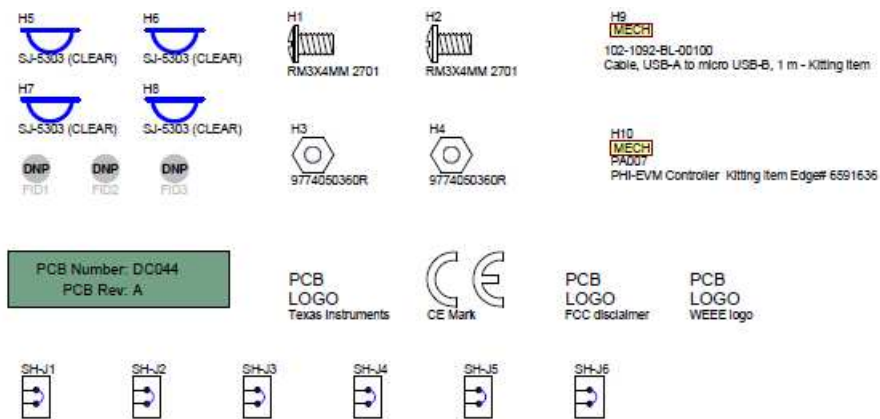 H5
SJ-5303 (CLEAR)
H6
SJ-5303 (CLEAR)
H1
RM3X4MM 2701
H2
RM3X4MM 2701
H9
MECH
102-1092-BL-00100
Cable, USB-A to micro USB-B, 1 m - Kitting Item
H7
SJ-5303 (CLEAR)
H8
SJ-5303 (CLEAR)
H3
9774050360R
H4
9774050360R
H10
MECH
PA007
PHI-EVM Controller Kitting Item Edge# 6591636
DNP
FID1
DNP
FID2
DNP
FID3
PCB Number: DC044
PCB Rev: A
PCB
LOGO
Texas Instruments
CE
CE Mark
PCB
LOGO
FCC disclaimer
PCB
LOGO
WEEE logo
SH-J1
SH-J2
SH-J3
SH-J4
SH-J5
SH-J6